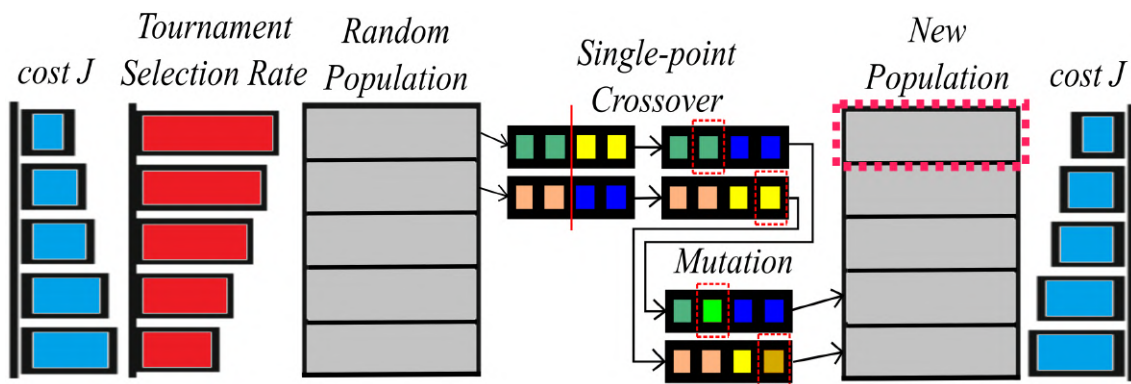 cost J
Tournament
Selection Rate
Random
Population
Single-point
Crossover
Mutation
New
Population
cost J